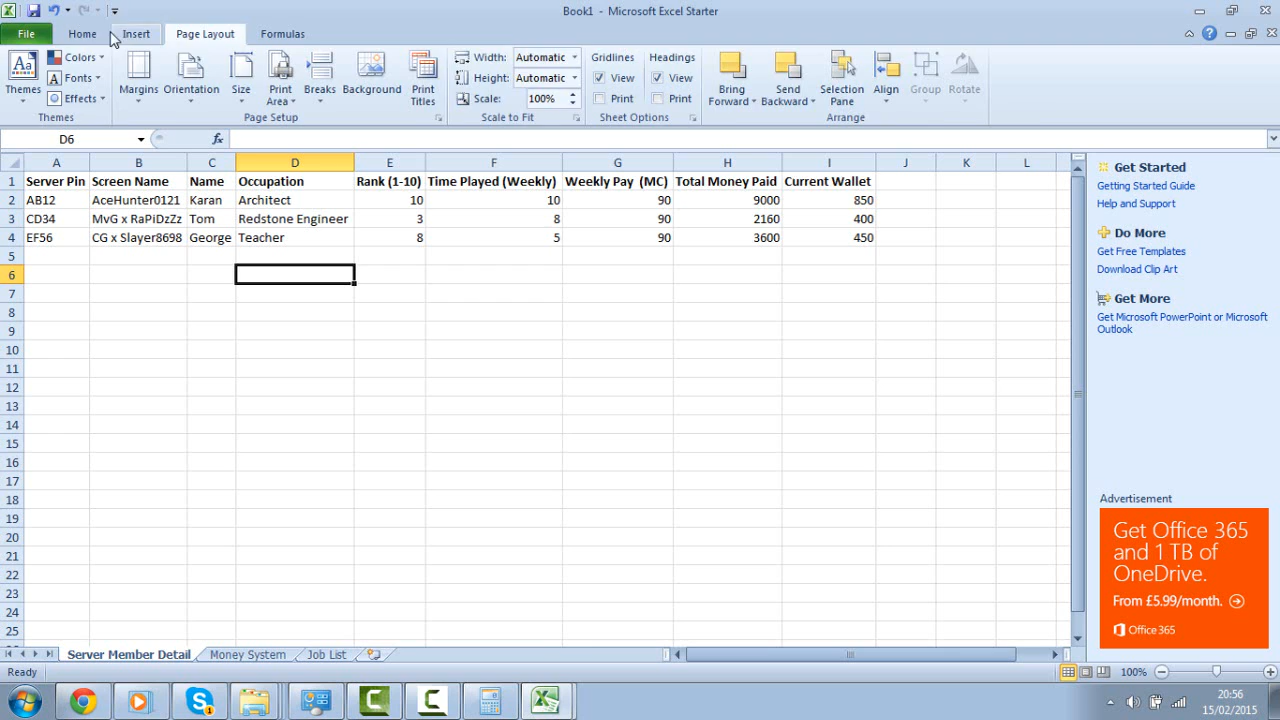 Book1 - Microsoft Excel Starter
File Home Insert Page Layout Formulas
Themes Colors Fonts Effects Margins Orientation Size Print Area Breaks Background Print Titles Width: Automatic Height: Automatic Scale: 100% Gridlines View Print Headings View Print Bring Forward Send Backward Selection Pane Align Group Rotate
Themes Page Setup Scale to Fit Sheet Options Arrange
D6 fx
A B C D E F G H I J K L
1 Server Pin Screen Name Name Occupation Rank (1-10) Time Played (Weekly) Weekly Pay (MC) Total Money Paid Current Wallet
2 AB12 AceHunter0121 Karan Architect 10 10 90 9000 850
3 CD34 MvG x RaPiDzZz Tom Redstone Engineer 3 8 90 2160 400
4 EF56 CG x Slayer8698 George Teacher 8 5 90 3600 450
5
6
7
8
9
10
11
12
13
14
15
16
17
18
19
20
21
22
23
24
25
Get Started
Getting Started Guide
Help and Support
Do More
Get Free Templates
Download Clip Art
Get More
Get Microsoft PowerPoint or Microsoft
Outlook
Advertisement
Get Office 365
and 1 TB of
OneDrive.
From £5.99/month.
Office 365
Server Member Detail Money System Job List
Ready 100%
20:56
15/02/2015